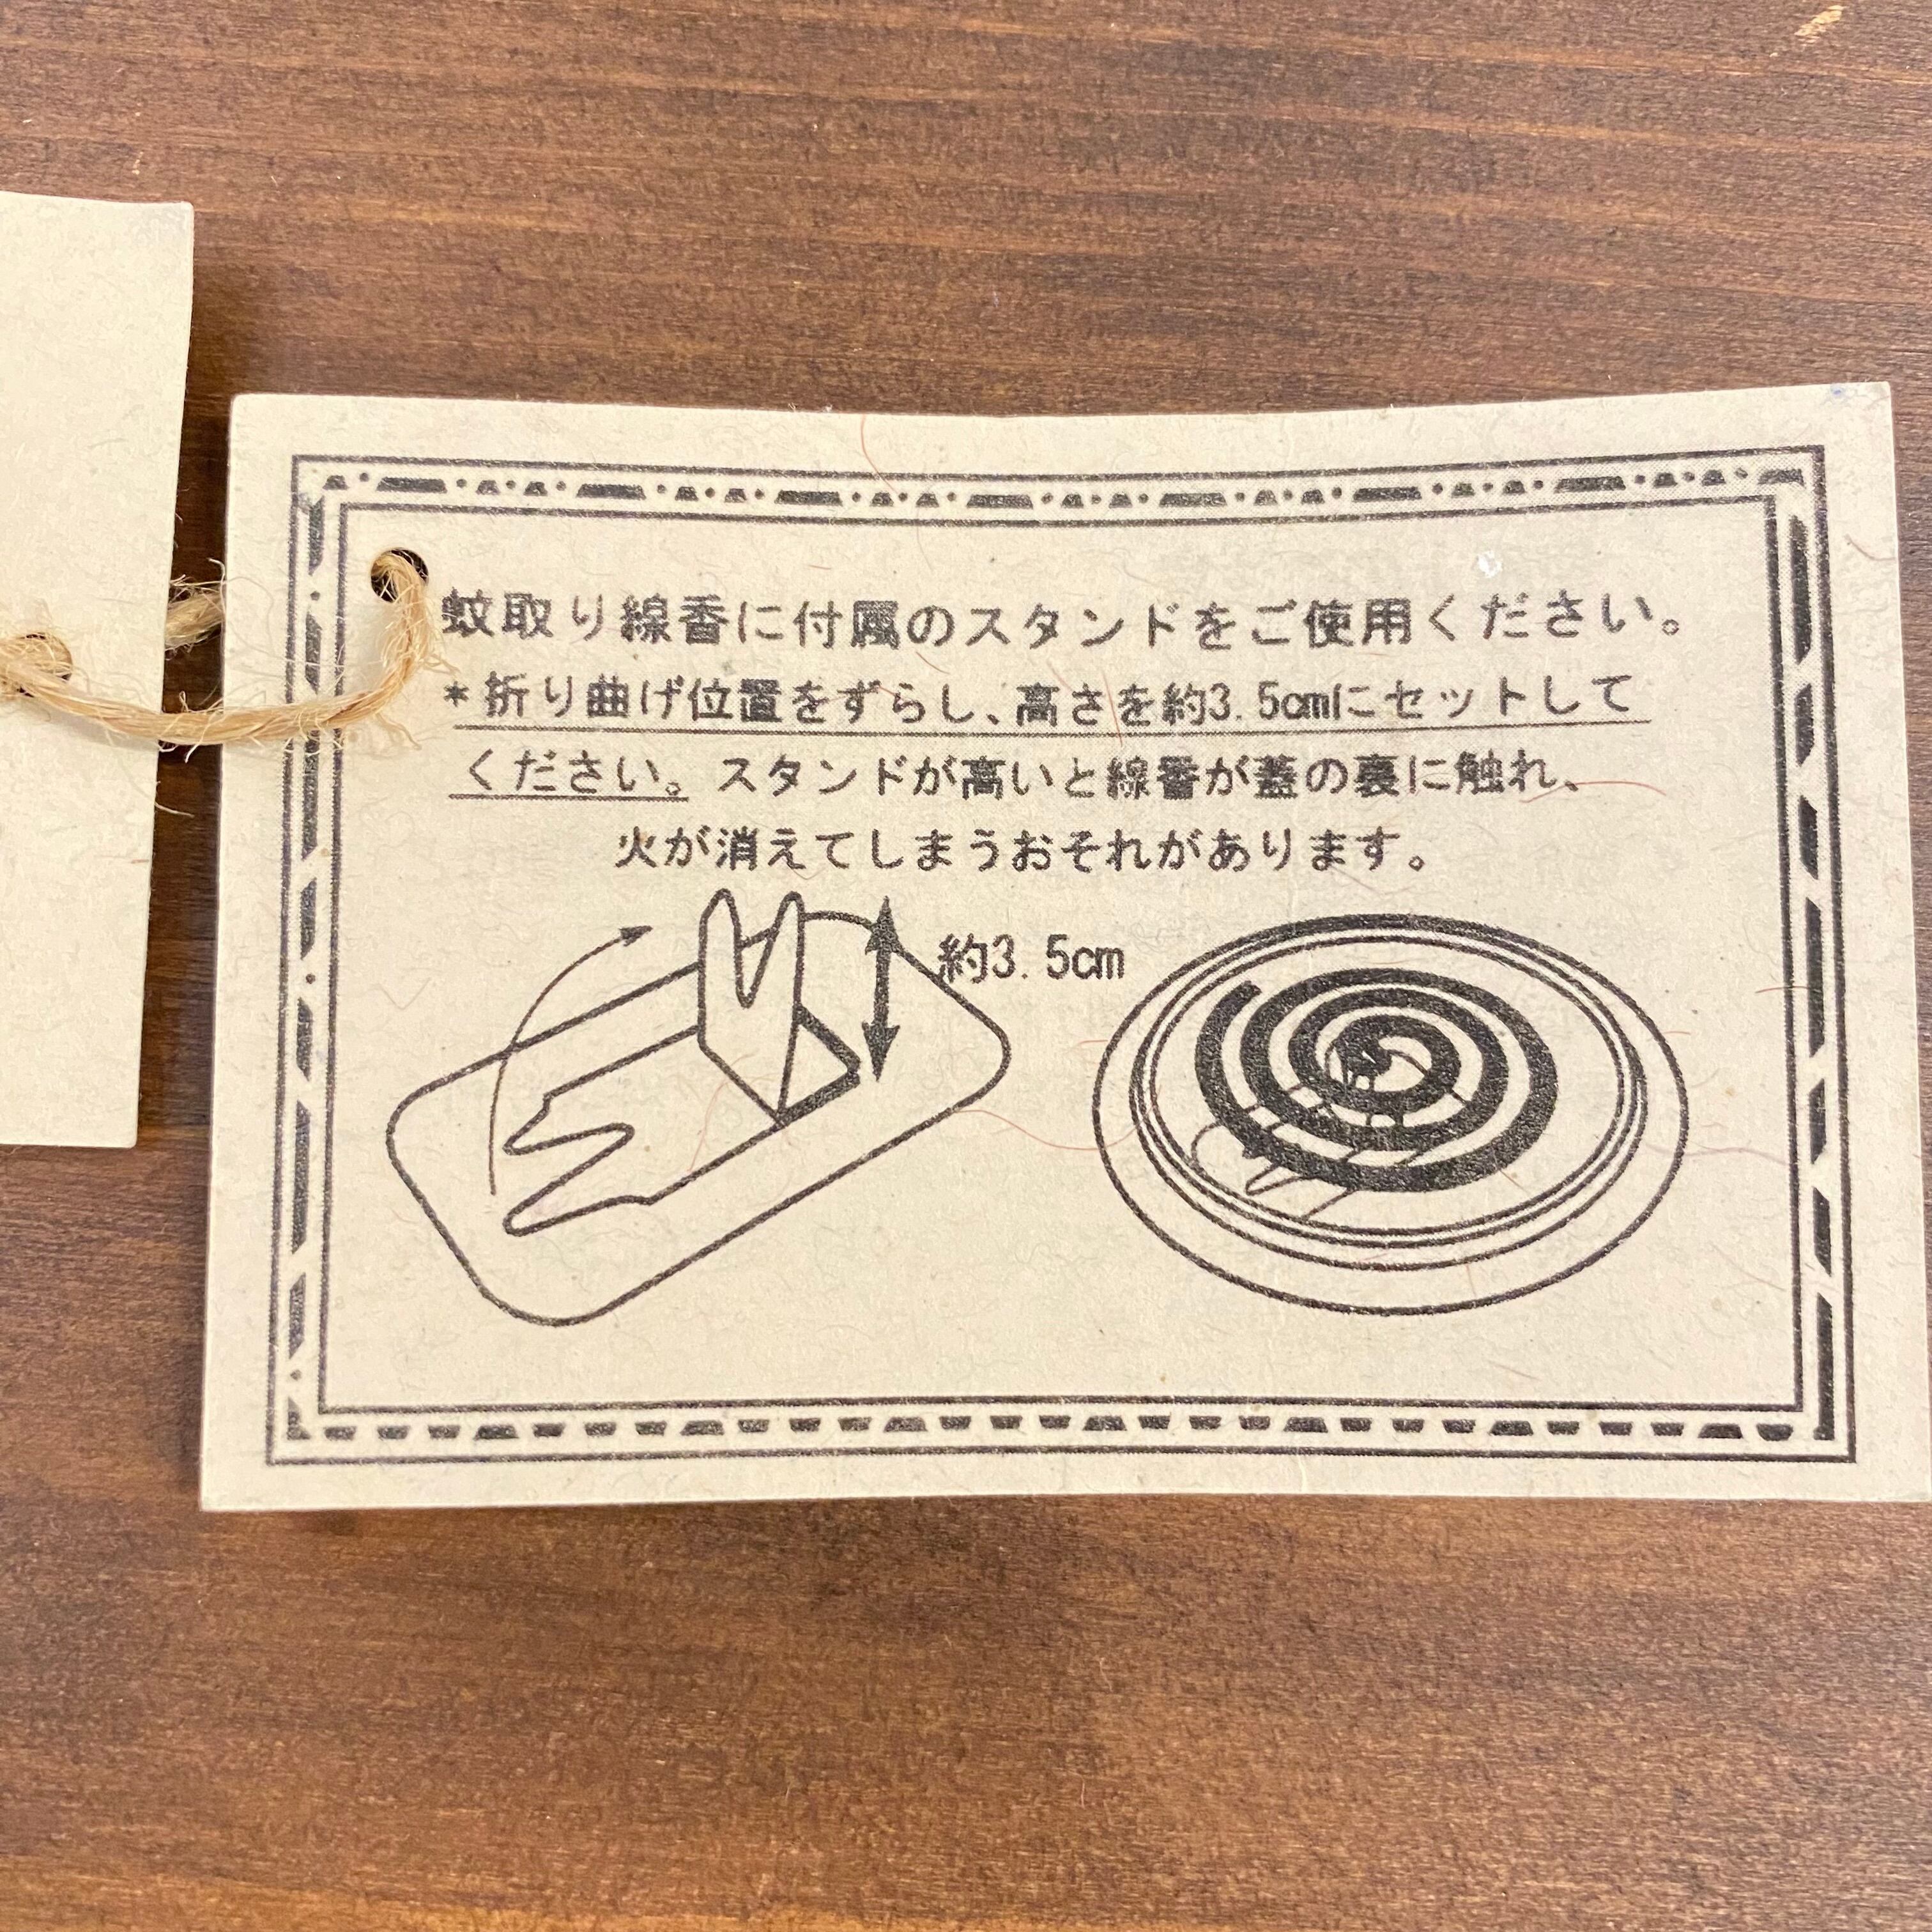 蚊取り線香に付属のスタンドをご使用ください。
＊折り曲げ位置をずらし、高さを約3.5cmにセットして
ください。スタンドが高いと線香が蓋の裏に触れ、
火が消えてしまうおそれがあります。
約3.5cm